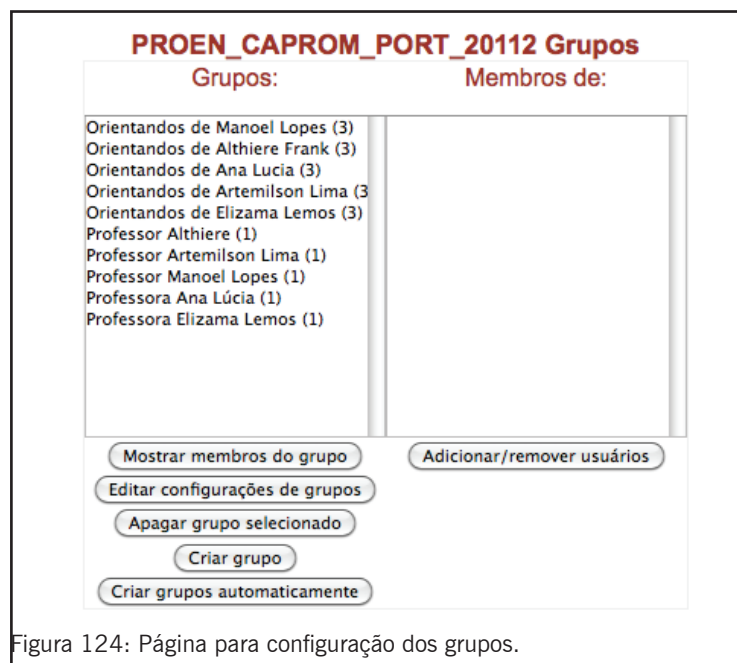 PROEN_CAPROM_PORT_20112 Grupos
Grupos:
Membros de:
Orientandos de Manoel Lopes (3)
Orientandos de Althiere Frank (3)
Orientandos de Ana Lucia (3)
Orientandos de Artemilson Lima (3
Orientandos de Elizama Lemos (3)
Professor Althiere (1)
Professor Artemilson Lima (1)
Professor Manoel Lopes (1)
Professora Ana Lúcia (1)
Professora Elizama Lemos (1)
Mostrar membros do grupo
Adicionar/remover usuários
Editar configurações de grupos
Apagar grupo selecionado
Criar grupo
Criar grupos automaticamente
Figura 124: Página para configuração dos grupos.